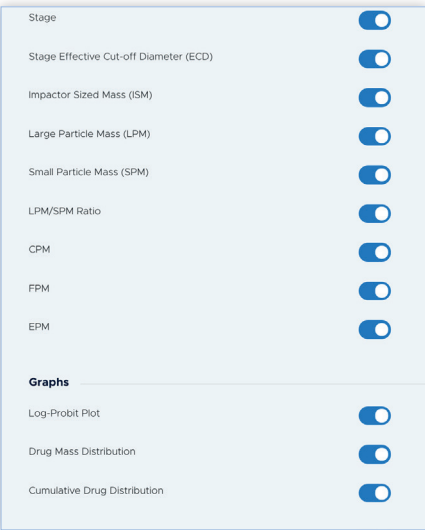 Stage
Stage Effective Cut-off Diameter (ECD)
Impactor Sized Mass (ISM)
Large Particle Mass (LPM)
Small Particle Mass (SPM)
LPM/SPM Ratio
CPM
FPM
EPM
Graphs
Log-Probit Plot
Drug Mass Distribution
Cumulative Drug Distribution